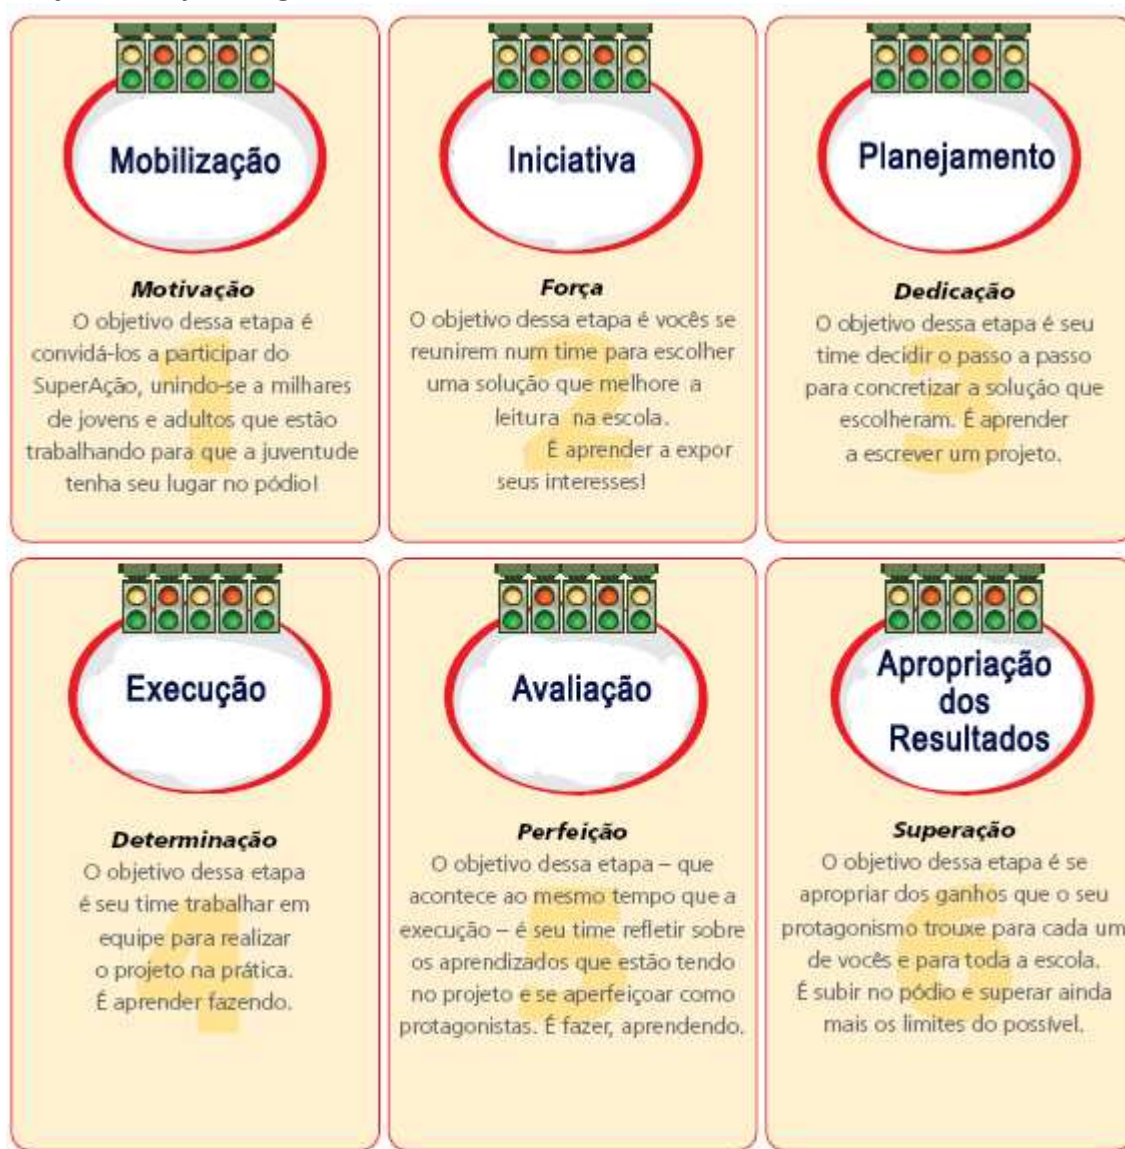 Mobilização
Motivação
O objetivo dessa etapa é
convidá-los a participar do
SuperAção, unindo-se a milhares
de jovens e adultos que estão
trabalhando para que a juventude
tenha seu lugar no pódio!
1
Iniciativa
Força
O objetivo dessa etapa é vocês se
reunirem num time para escolher
uma solução que melhore a
leitura na escola.
É aprender a expor
seus interesses!
2
Planejamento
Dedicação
O objetivo dessa etapa é seu
time decidir o passo a passo
para concretizar a solução que
escolheram. É aprender
a escrever um projeto.
3
Execução
Determinação
O objetivo dessa etapa
é seu time trabalhar em
equipe para realizar
o projeto na prática.
É aprender fazendo.
4
Avaliação
Perfeição
O objetivo dessa etapa – que
acontece ao mesmo tempo que a
execução – é seu time refletir sobre
os aprendizados que estão tendo
no projeto e se aperfeiçoar como
protagonistas. É fazer, aprendendo.
5
Apropriação
dos
Resultados
Superação
O objetivo dessa etapa é se
apropriar dos ganhos que o seu
protagonismo trouxe para cada um
de vocês e para toda a escola.
É subir no pódio e superar ainda
mais os limites do possível.
6